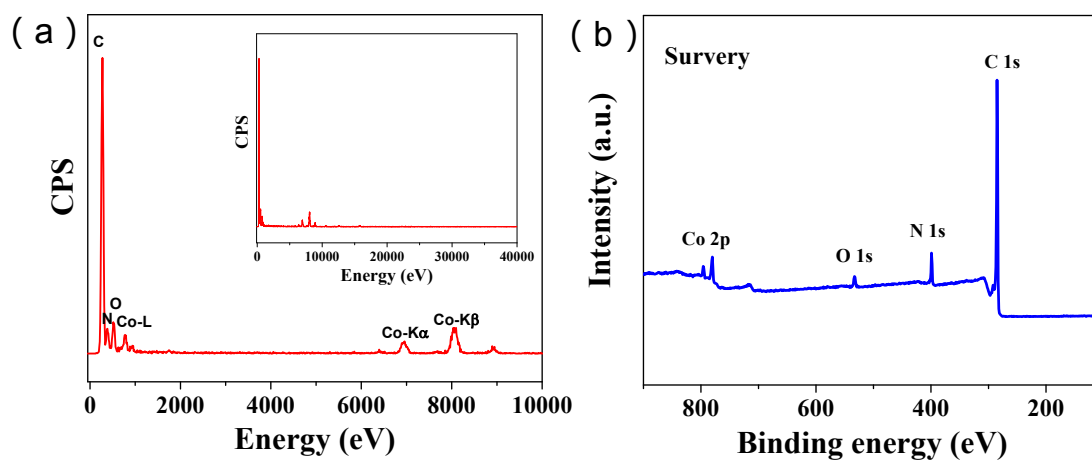 ( a )
C
N
O
Co-L
Co-Kα
Co-Kβ
CPS
0 2000 4000 6000 8000 10000
Energy (eV)
CPS
0 10000 20000 30000 40000
Energy (eV)
( b )
Survery
C 1s
N 1s
O 1s
Co 2p
Intensity (a.u.)
800 600 400 200
Binding energy (eV)